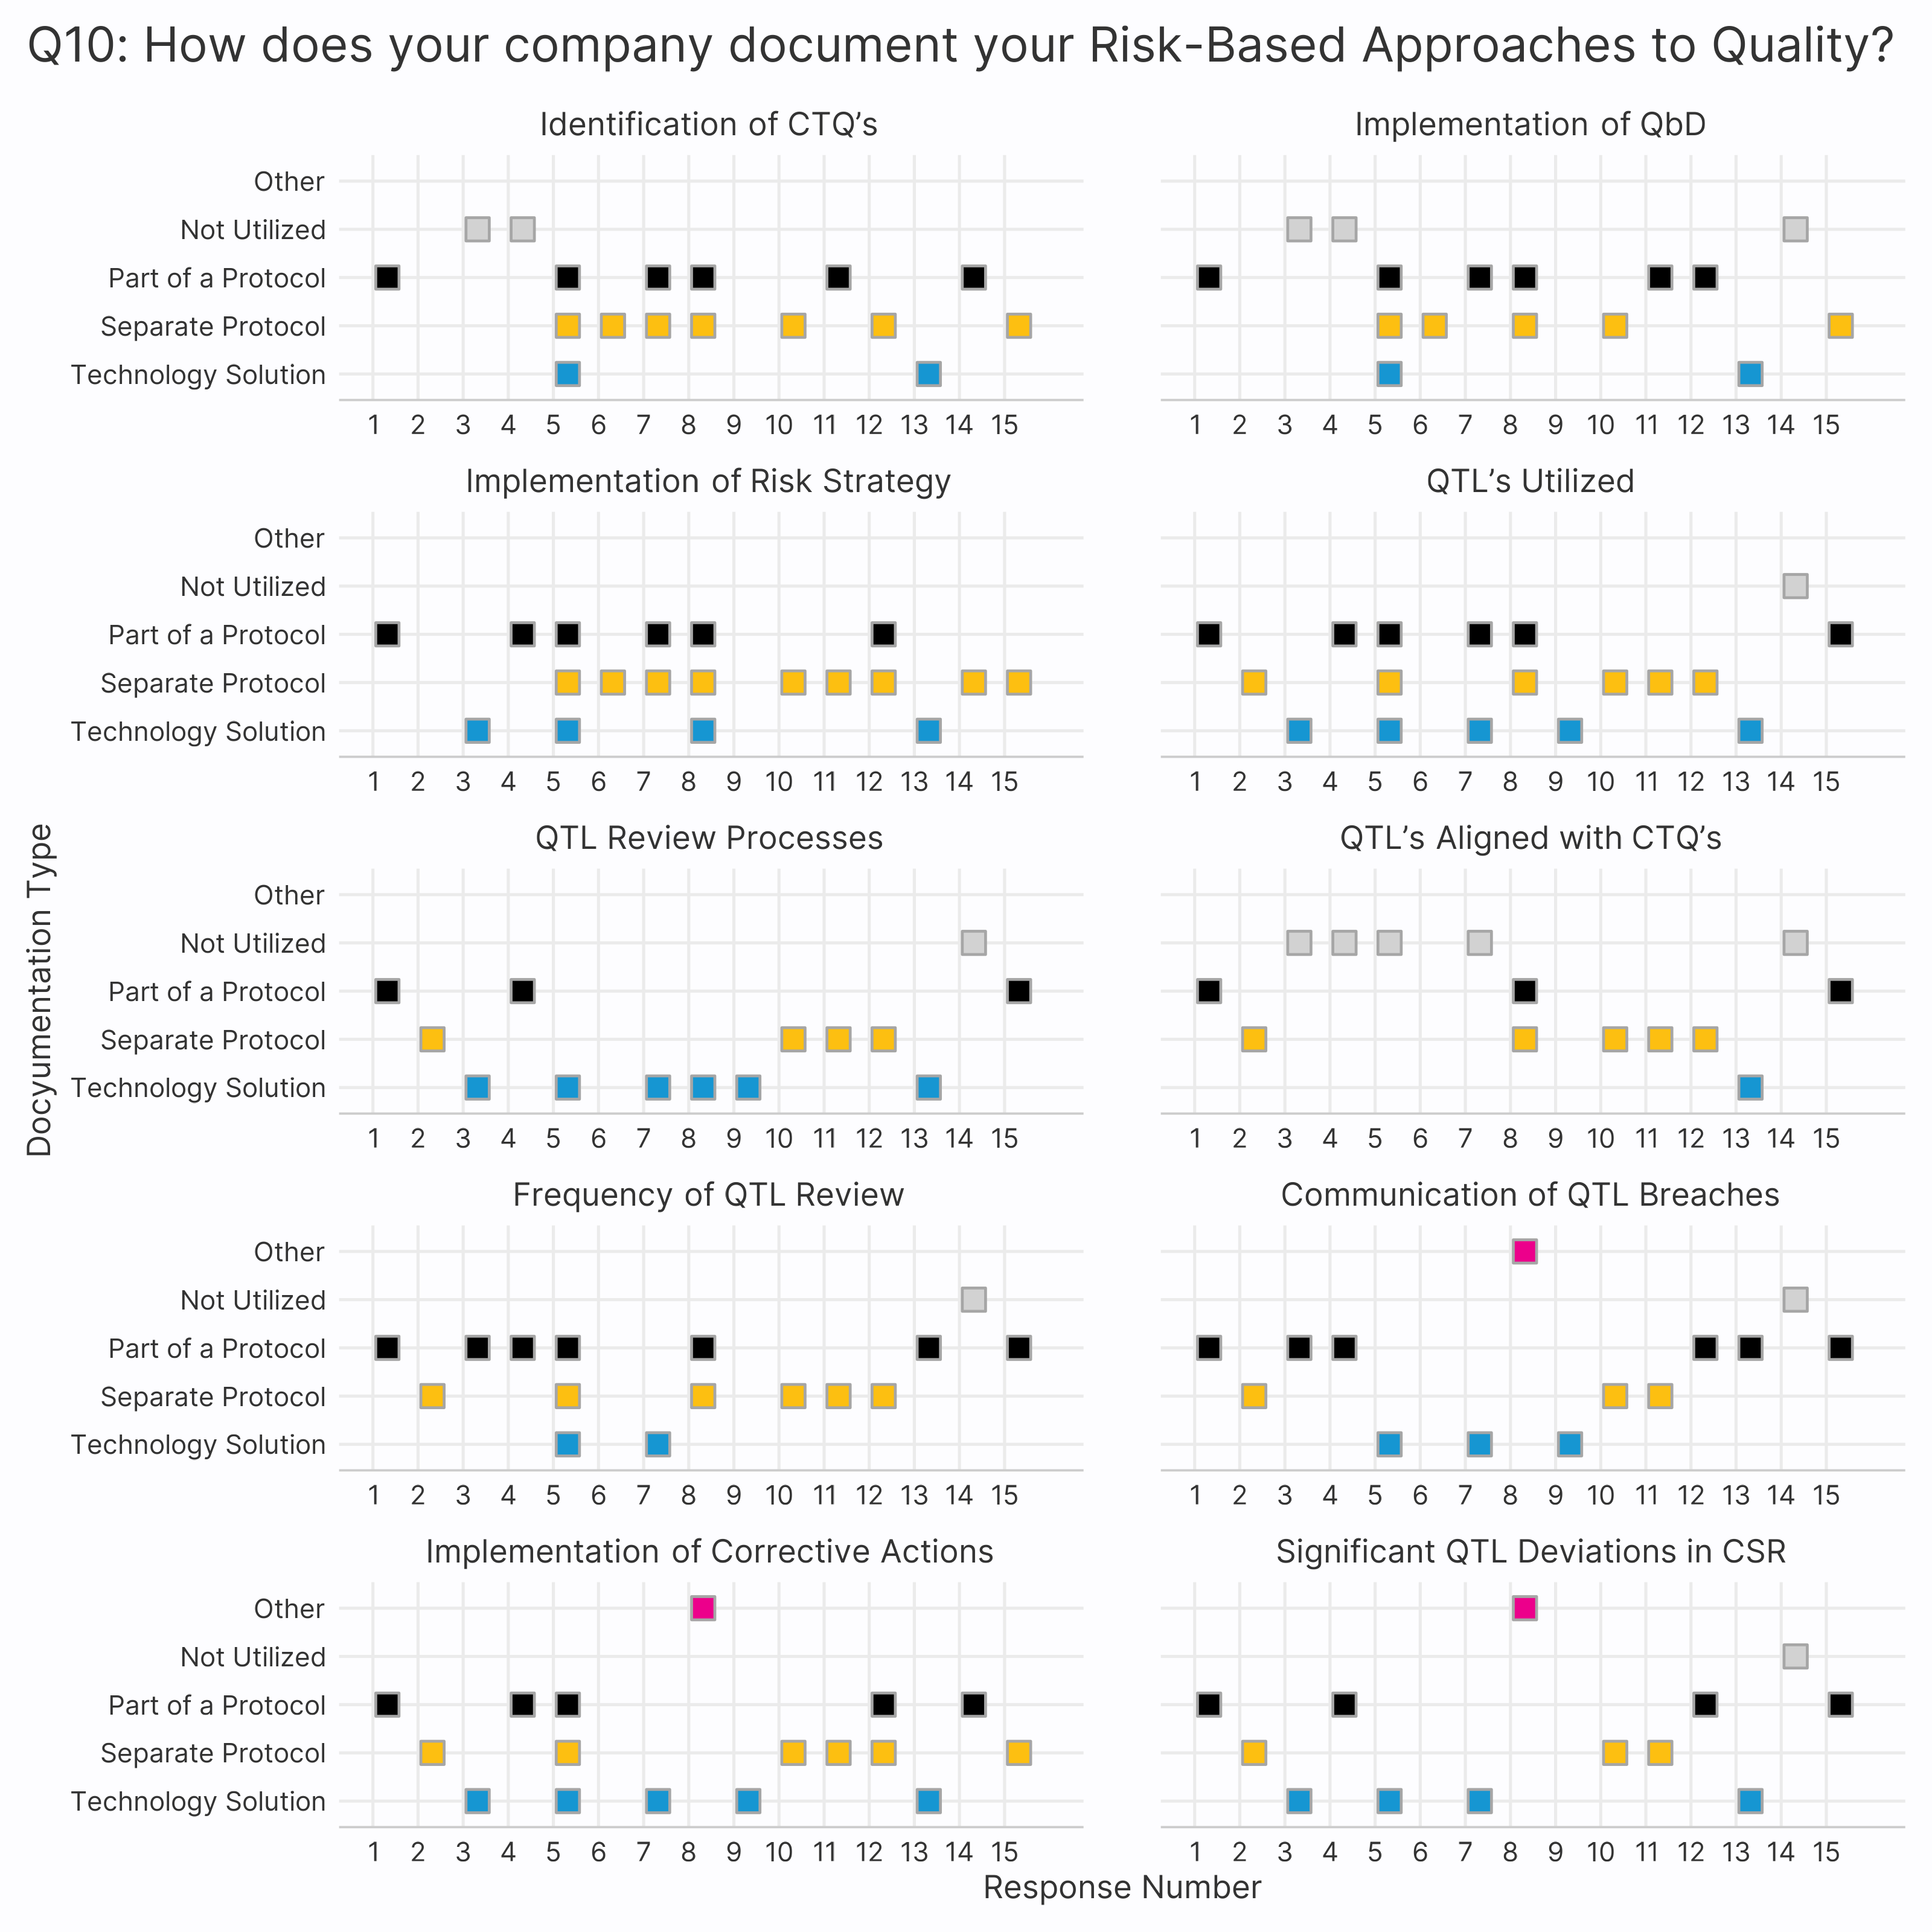 Q10: How does your company document your Risk-Based Approaches to Quality?
Identification of CTQ’s
Other
Not Utilized
Part of a Protocol
Separate Protocol
Technology Solution
1 2 3 4 5 6 7 8 9 10 11 12 13 14 15
Implementation of QbD
1 2 3 4 5 6 7 8 9 10 11 12 13 14 15
Implementation of Risk Strategy
Other
Not Utilized
Part of a Protocol
Separate Protocol
Technology Solution
1 2 3 4 5 6 7 8 9 10 11 12 13 14 15
QTL’s Utilized
1 2 3 4 5 6 7 8 9 10 11 12 13 14 15
Docyumentation Type
QTL Review Processes
Other
Not Utilized
Part of a Protocol
Separate Protocol
Technology Solution
1 2 3 4 5 6 7 8 9 10 11 12 13 14 15
QTL’s Aligned with CTQ’s
1 2 3 4 5 6 7 8 9 10 11 12 13 14 15
Frequency of QTL Review
Other
Not Utilized
Part of a Protocol
Separate Protocol
Technology Solution
1 2 3 4 5 6 7 8 9 10 11 12 13 14 15
Communication of QTL Breaches
1 2 3 4 5 6 7 8 9 10 11 12 13 14 15
Implementation of Corrective Actions
Other
Not Utilized
Part of a Protocol
Separate Protocol
Technology Solution
1 2 3 4 5 6 7 8 9 10 11 12 13 14 15
Significant QTL Deviations in CSR
1 2 3 4 5 6 7 8 9 10 11 12 13 14 15
Response Number